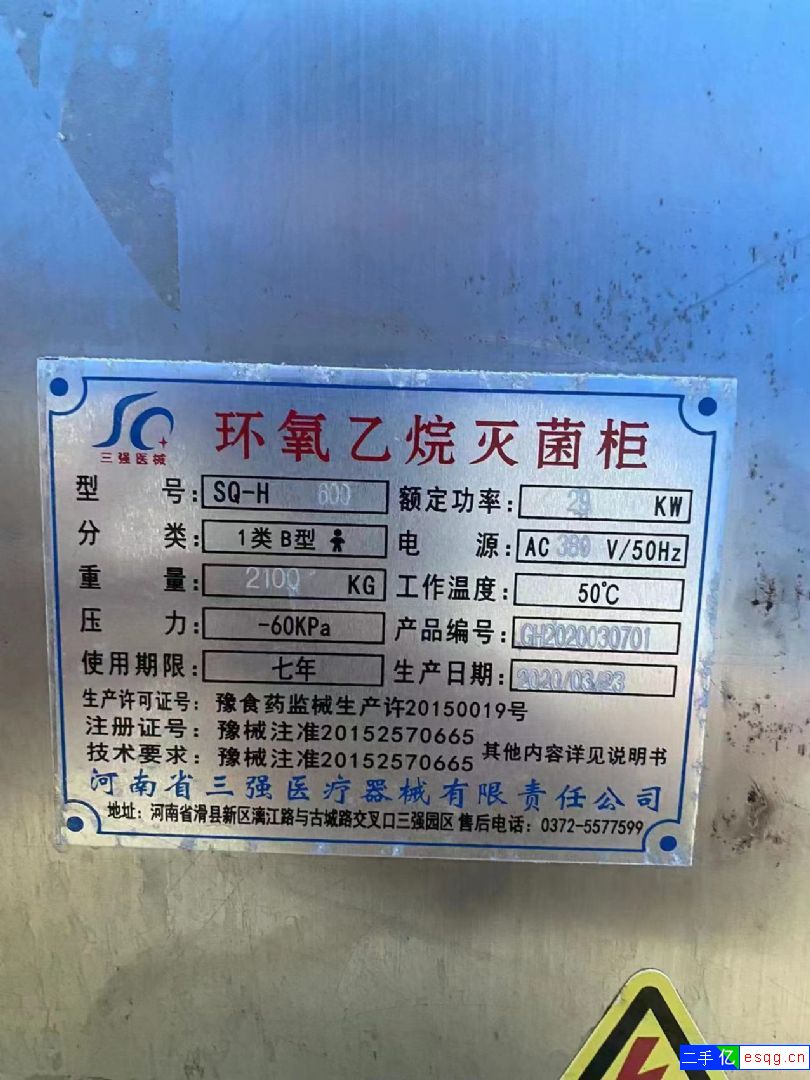 三强医械
环氧乙烷灭菌柜
型 号: SQ-H 600 额定功率: 29 KW
分 类: 1类B型 电 源: AC 380 V/50Hz
重 量: 2100 KG 工作温度: 50℃
压 力: -60KPa 产品编号: GH2020030701
使用期限: 七年 生产日期: 2020/03/23
生产许可证号: 豫食药监械生产许20150019号
注册证号: 豫械注准20152570665
技术要求: 豫械注准20152570665 其他内容详见说明书
河南省三强医疗器械有限责任公司
地址: 河南省滑县新区漓江路与古城路交叉口三强园区 售后电话: 0372-5577599
二手亿 esqg.cn